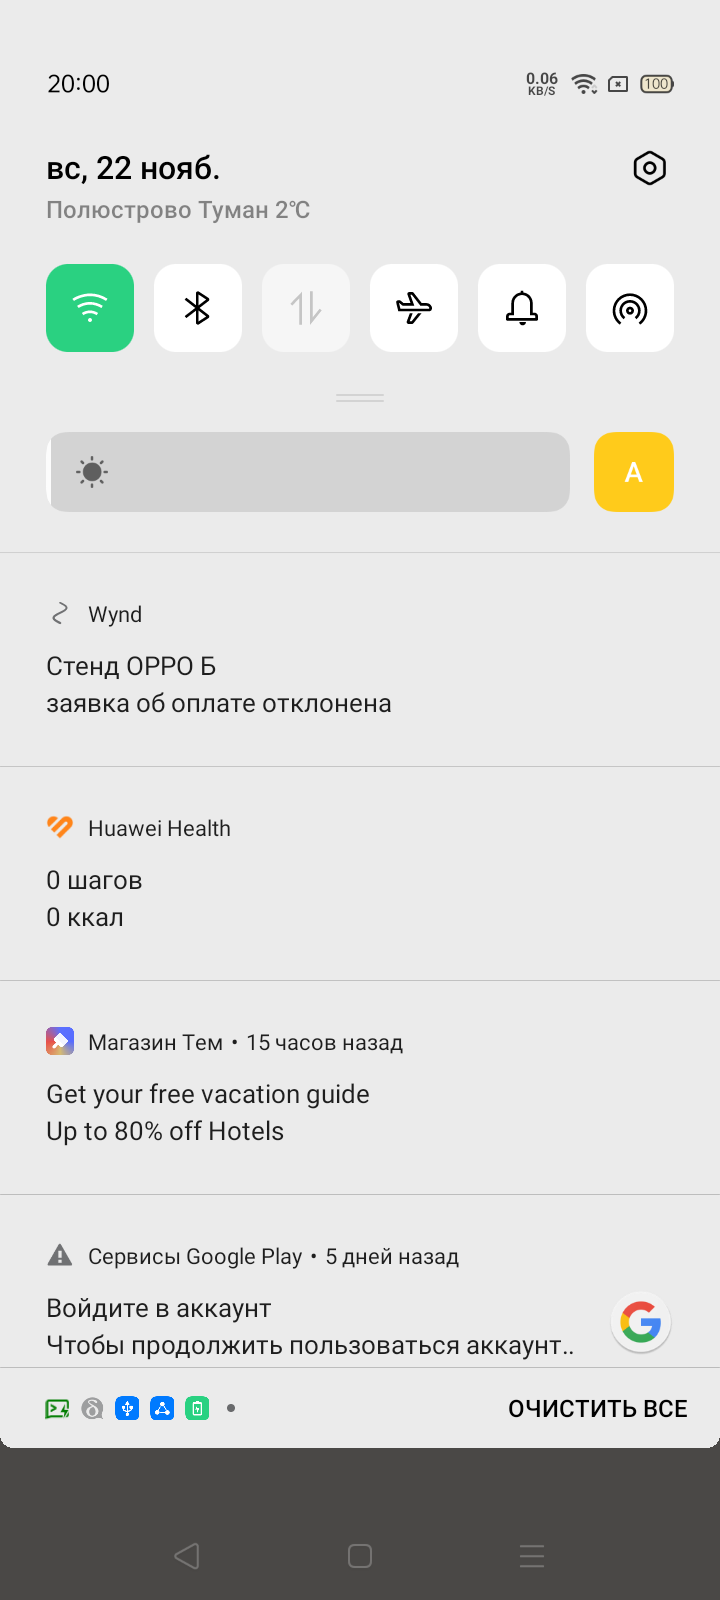 20:00
0.06
KB/S
100
вс, 22 нояб.
Полюстрово Туман 2°C
A
Wynd
Стенд OPPO Б
заявка об оплате отклонена
Huawei Health
0 шагов
0 ккал
Магазин Тем • 15 часов назад
Get your free vacation guide
Up to 80% off Hotels
Сервисы Google Play • 5 дней назад
Войдите в аккаунт
Чтобы продолжить пользоваться аккаунт..
ОЧИСТИТЬ ВСЕ